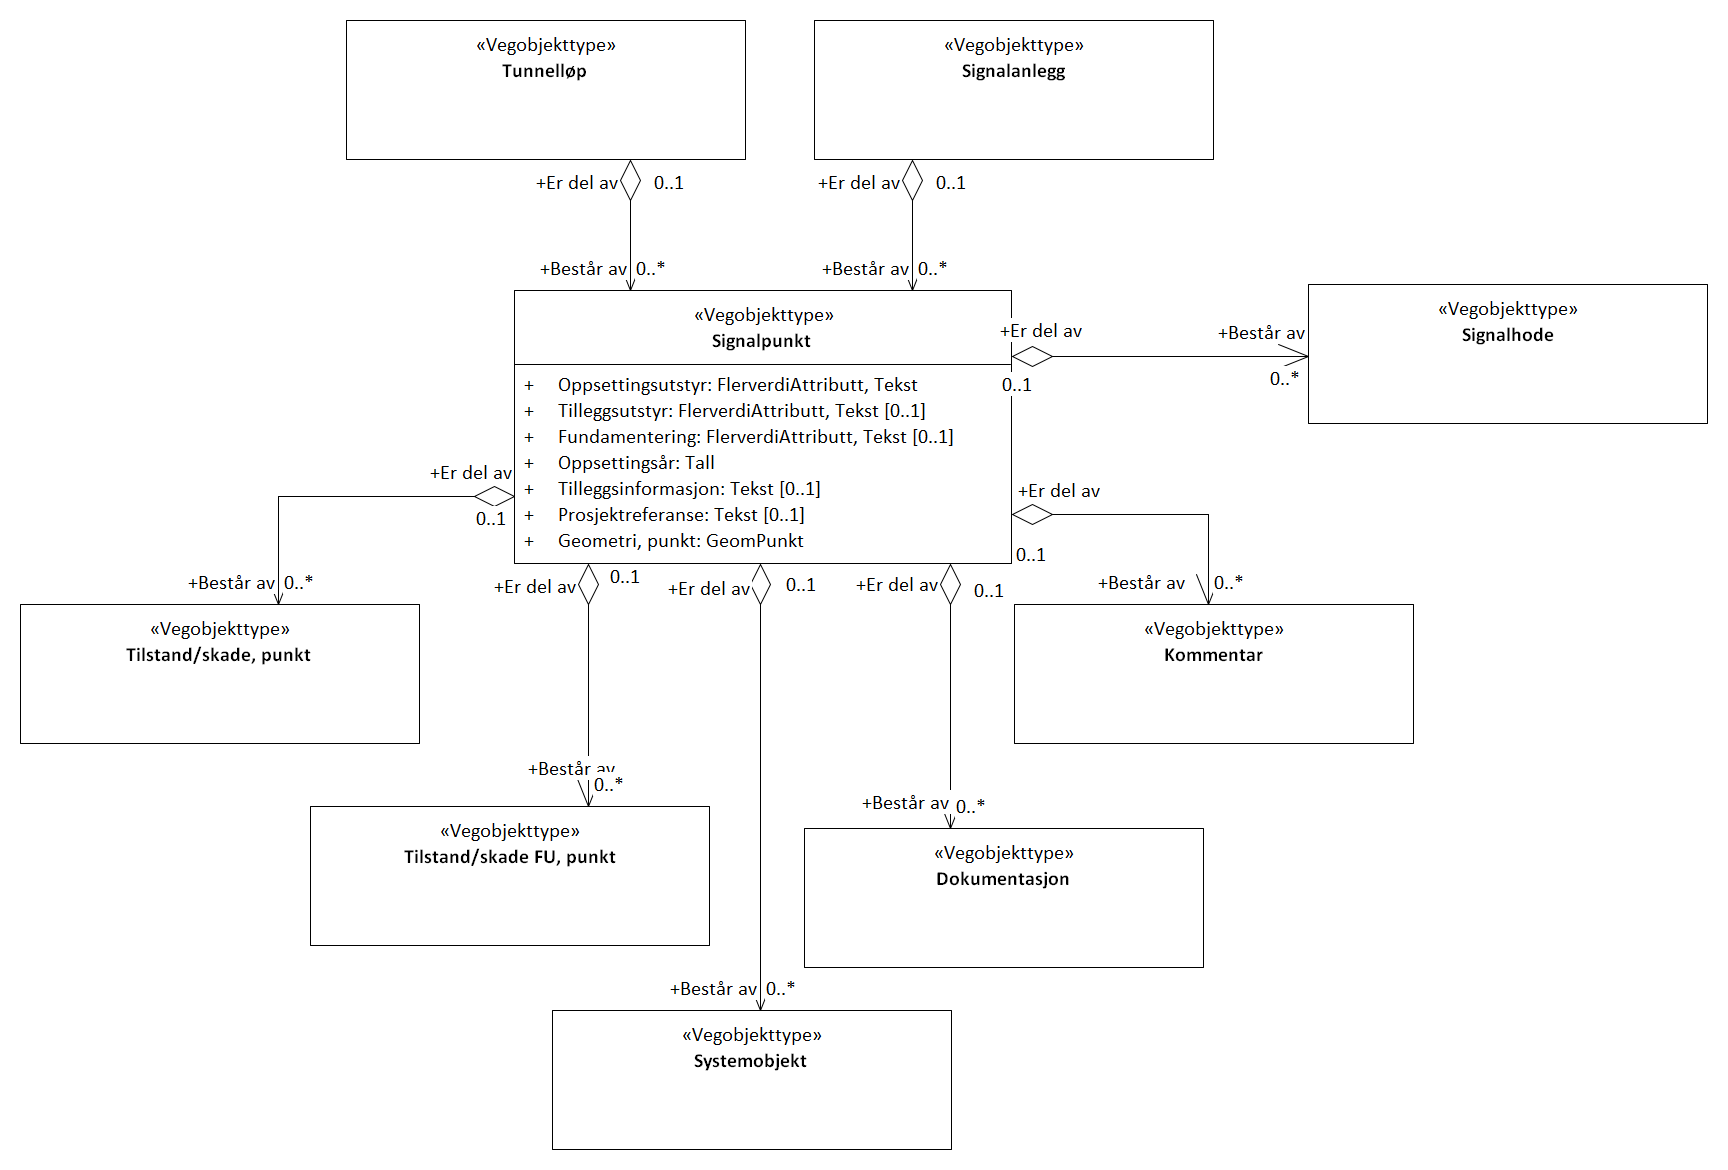 «Vegobjekttype»
Tunnelløp
«Vegobjekttype»
Signalanlegg
+Er del av 0..1
+Er del av 0..1
+Består av 0..*
+Består av 0..*
«Vegobjekttype»
Signalpunkt
+ Oppsettingsutstyr: FlerverdiAttributt, Tekst
+ Tilleggsutstyr: FlerverdiAttributt, Tekst [0..1]
+ Fundamentering: FlerverdiAttributt, Tekst [0..1]
+ Oppsettingsår: Tall
+ Tilleggsinformasjon: Tekst [0..1]
+ Prosjektreferanse: Tekst [0..1]
+ Geometri, punkt: GeomPunkt
+Er del av
0..1
+Består av
0..*
«Vegobjekttype»
Signalhode
+Er del av
0..1
+Består av 0..*
«Vegobjekttype»
Tilstand/skade, punkt
+Er del av
0..1
+Består av 0..*
«Vegobjekttype»
Kommentar
+Er del av 0..1
+Består av
0..*
«Vegobjekttype»
Tilstand/skade FU, punkt
+Er del av 0..1
+Består av 0..*
«Vegobjekttype»
Systemobjekt
+Er del av 0..1
+Består av 0..*
«Vegobjekttype»
Dokumentasjon